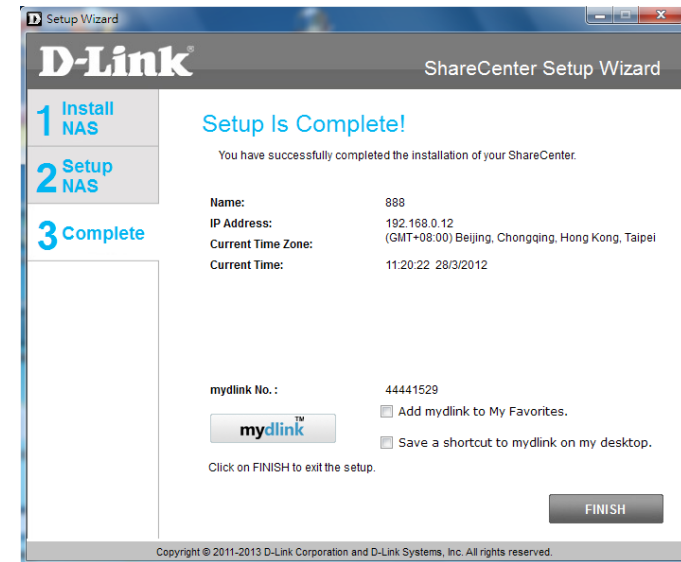 Setup Wizard
D-Link®
ShareCenter Setup Wizard
1 Install NAS
2 Setup NAS
3 Complete
Setup Is Complete!
You have successfully completed the installation of your ShareCenter.
Name: 888
IP Address: 192.168.0.12
Current Time Zone: (GMT+08:00) Beijing, Chongqing, Hong Kong, Taipei
Current Time: 11:20:22 28/3/2012
mydlink No. : 44441529
mydlink™
Add mydlink to My Favorites.
Save a shortcut to mydlink on my desktop.
Click on FINISH to exit the setup.
FINISH
Copyright © 2011-2013 D-Link Corporation and D-Link Systems, Inc. All rights reserved.